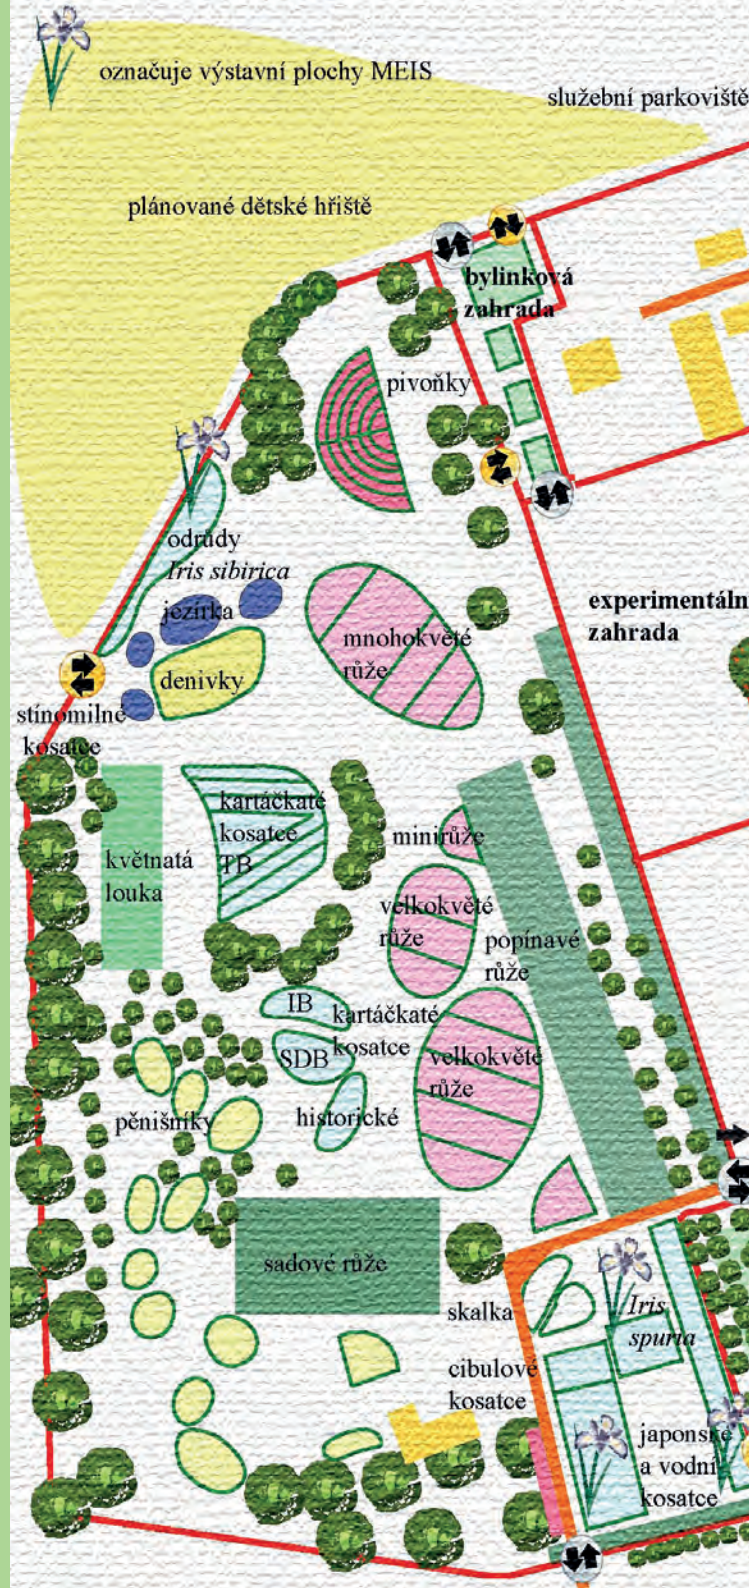 označuje výstavní plochy MEIS
služební parkoviště
plánované dětské hřiště
bylinková
zahrada
pivoňky
odrůdy
Iris sibirica
jezírka
mnohokvěté
růže
denivky
experimentáln
zahrada
stínomilné
kosatce
kartáčkaté
kosatce
TB
květnatá
louka
minirůže
velkokvěté
růže
popínavé
růže
IB
kartáčkaté
kosatce
SDB
velkokvěté
růže
historické
pěnišníky
sadové růže
skalka
Iris
spuria
cibulové
kosatce
japonské
a vodní
kosatce